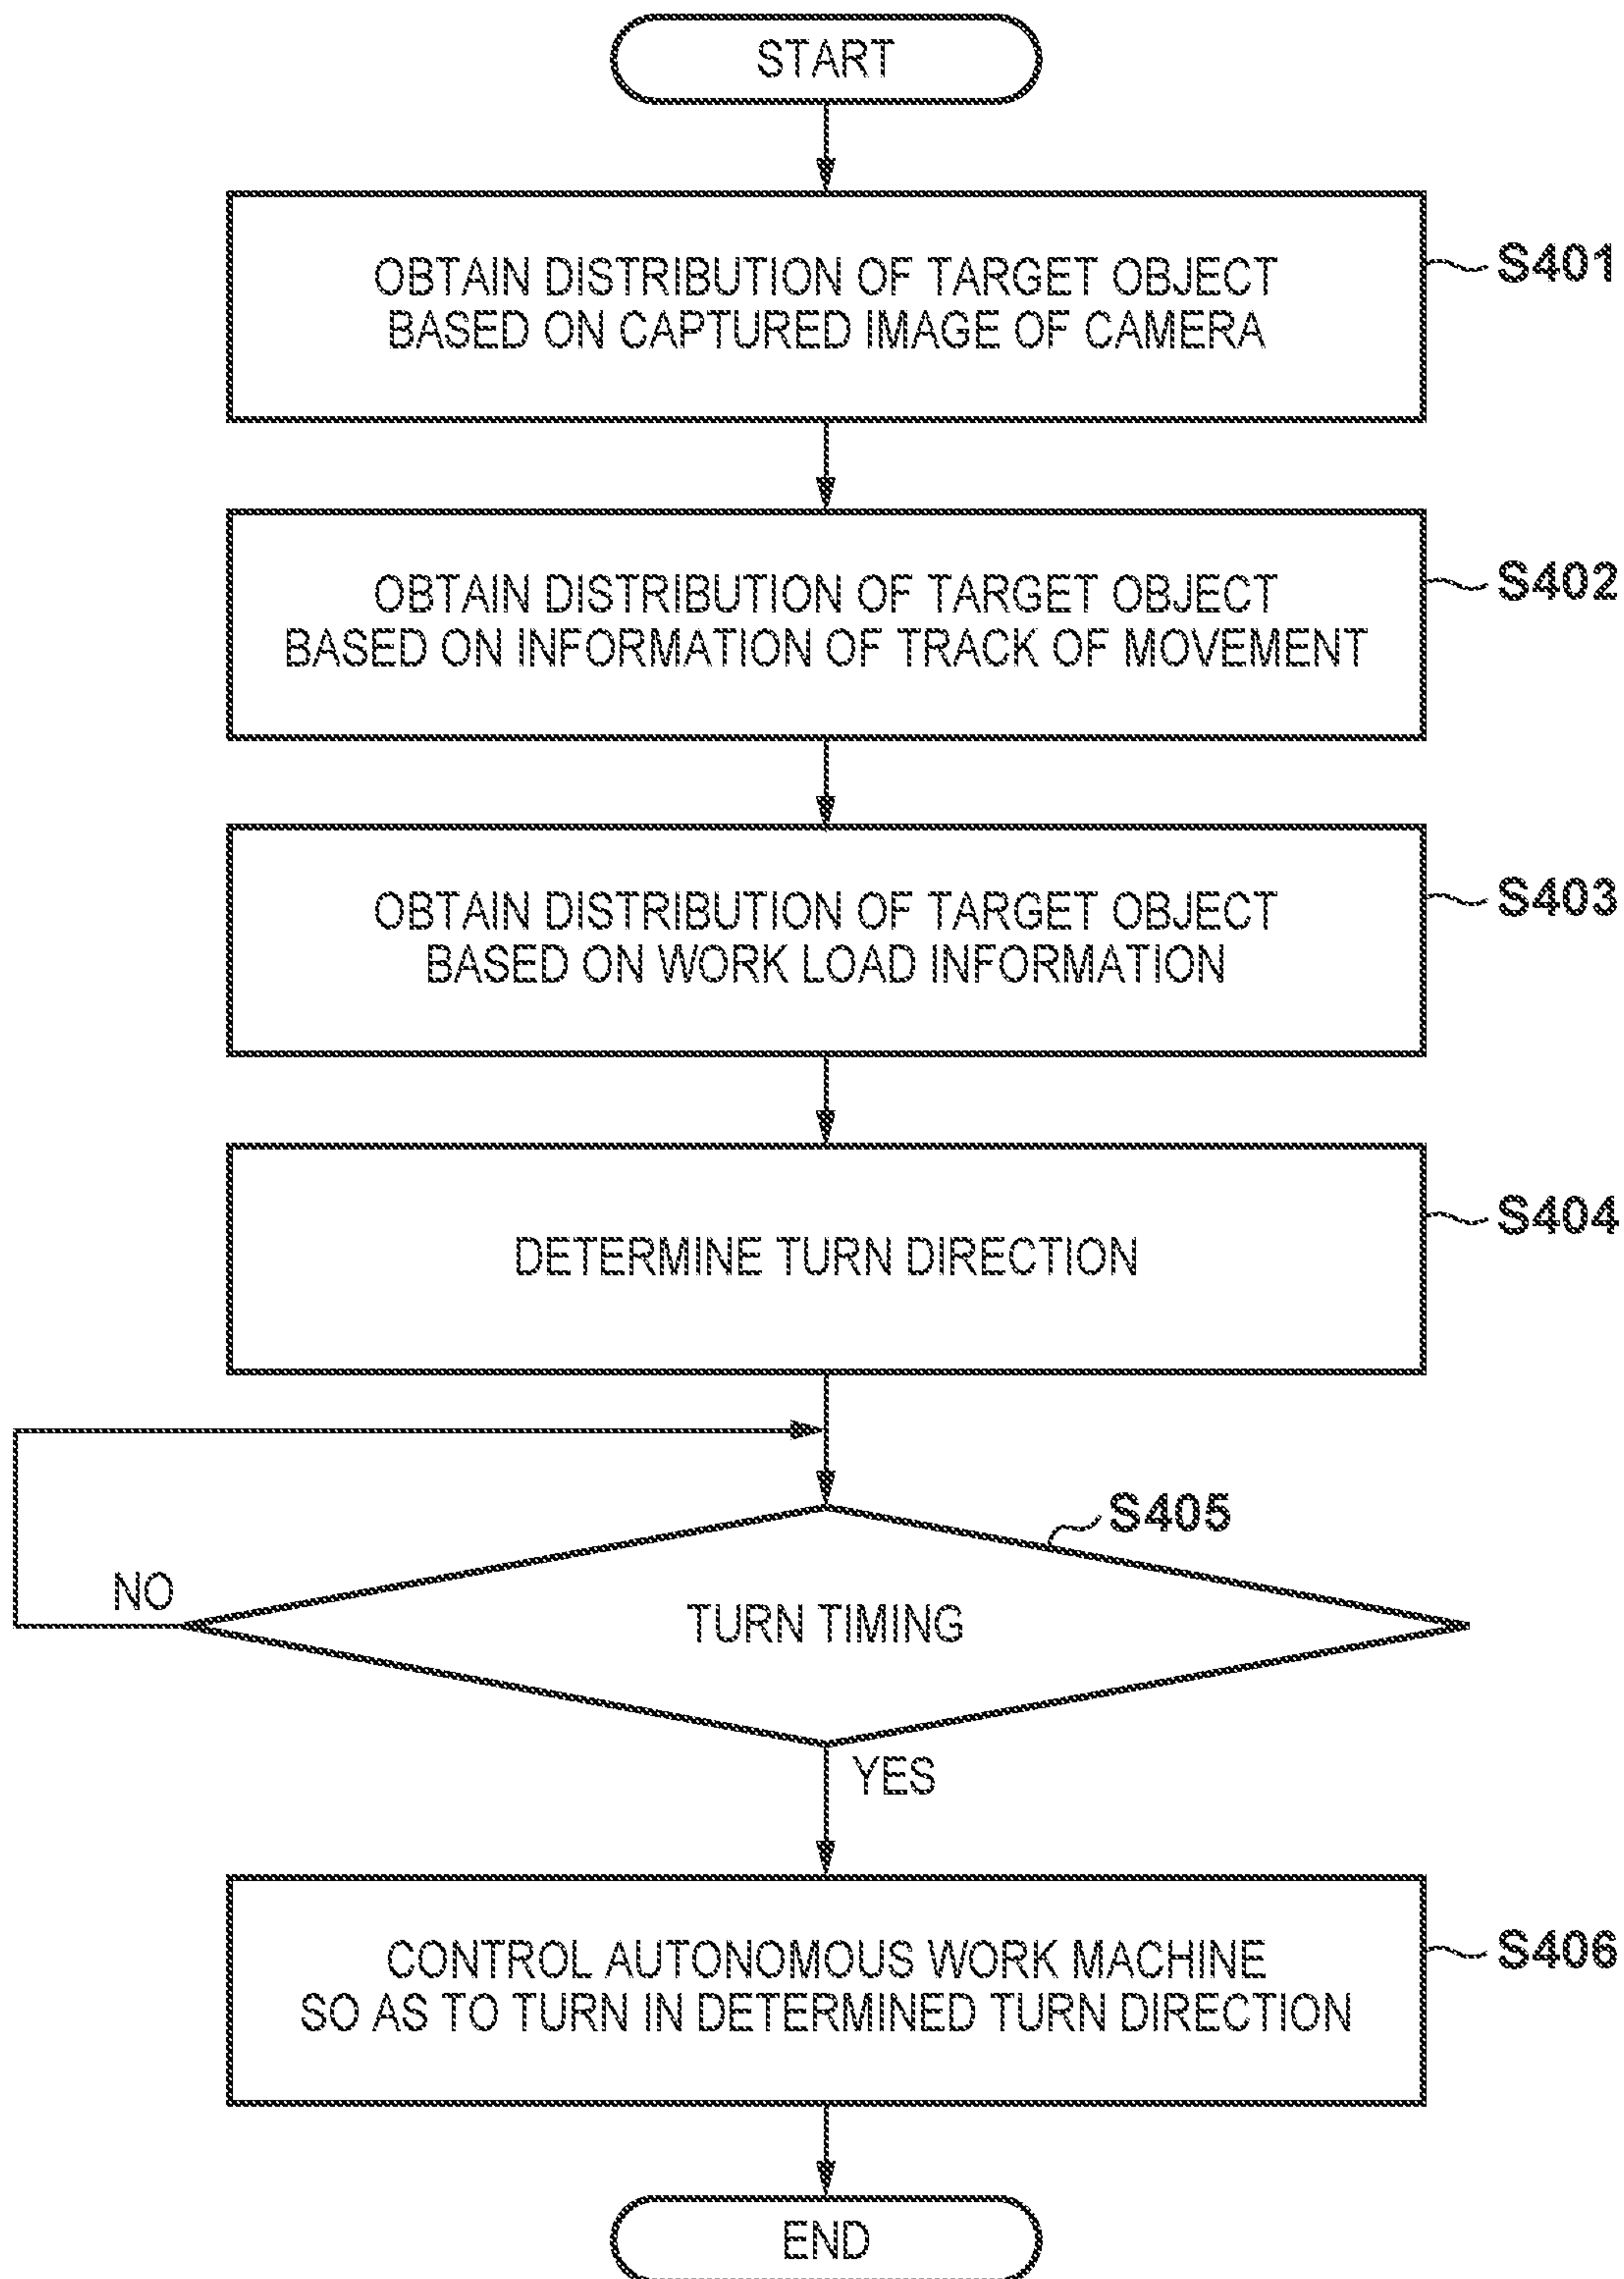 START
OBTAIN DISTRIBUTION OF TARGET OBJECT
BASED ON CAPTURED IMAGE OF CAMERA
S401
OBTAIN DISTRIBUTION OF TARGET OBJECT
BASED ON INFORMATION OF TRACK OF MOVEMENT
S402
OBTAIN DISTRIBUTION OF TARGET OBJECT
BASED ON WORK LOAD INFORMATION
S403
DETERMINE TURN DIRECTION
S404
S405
NO
TURN TIMING
YES
CONTROL AUTONOMOUS WORK MACHINE
SO AS TO TURN IN DETERMINED TURN DIRECTION
S406
END